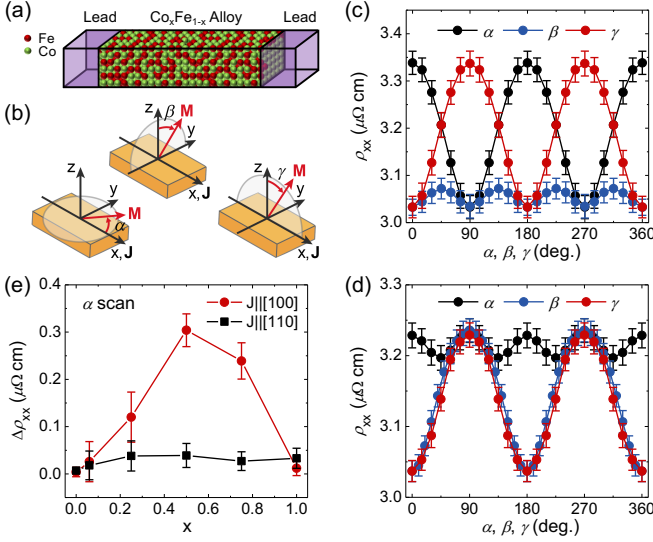 (a)
Lead
CoxFe1-x Alloy
Lead
Fe
Co
(b)
z
β
M
y
x, J
z
y
M
α
x, J
z
γ
M
y
x, J
(c)
α
β
γ
3.4
3.3
3.2
3.1
3.0
ρxx (μΩ cm)
0
90
180
270
360
α, β, γ (deg.)
(d)
α
β
γ
3.3
3.2
3.1
3.0
ρxx (μΩ cm)
0
90
180
270
360
α, β, γ (deg.)
(e)
α scan
J||[100]
J||[110]
0.4
0.3
0.2
0.1
0.0
Δρxx (μΩ cm)
0.0
0.2
0.4
0.6
0.8
1.0
x